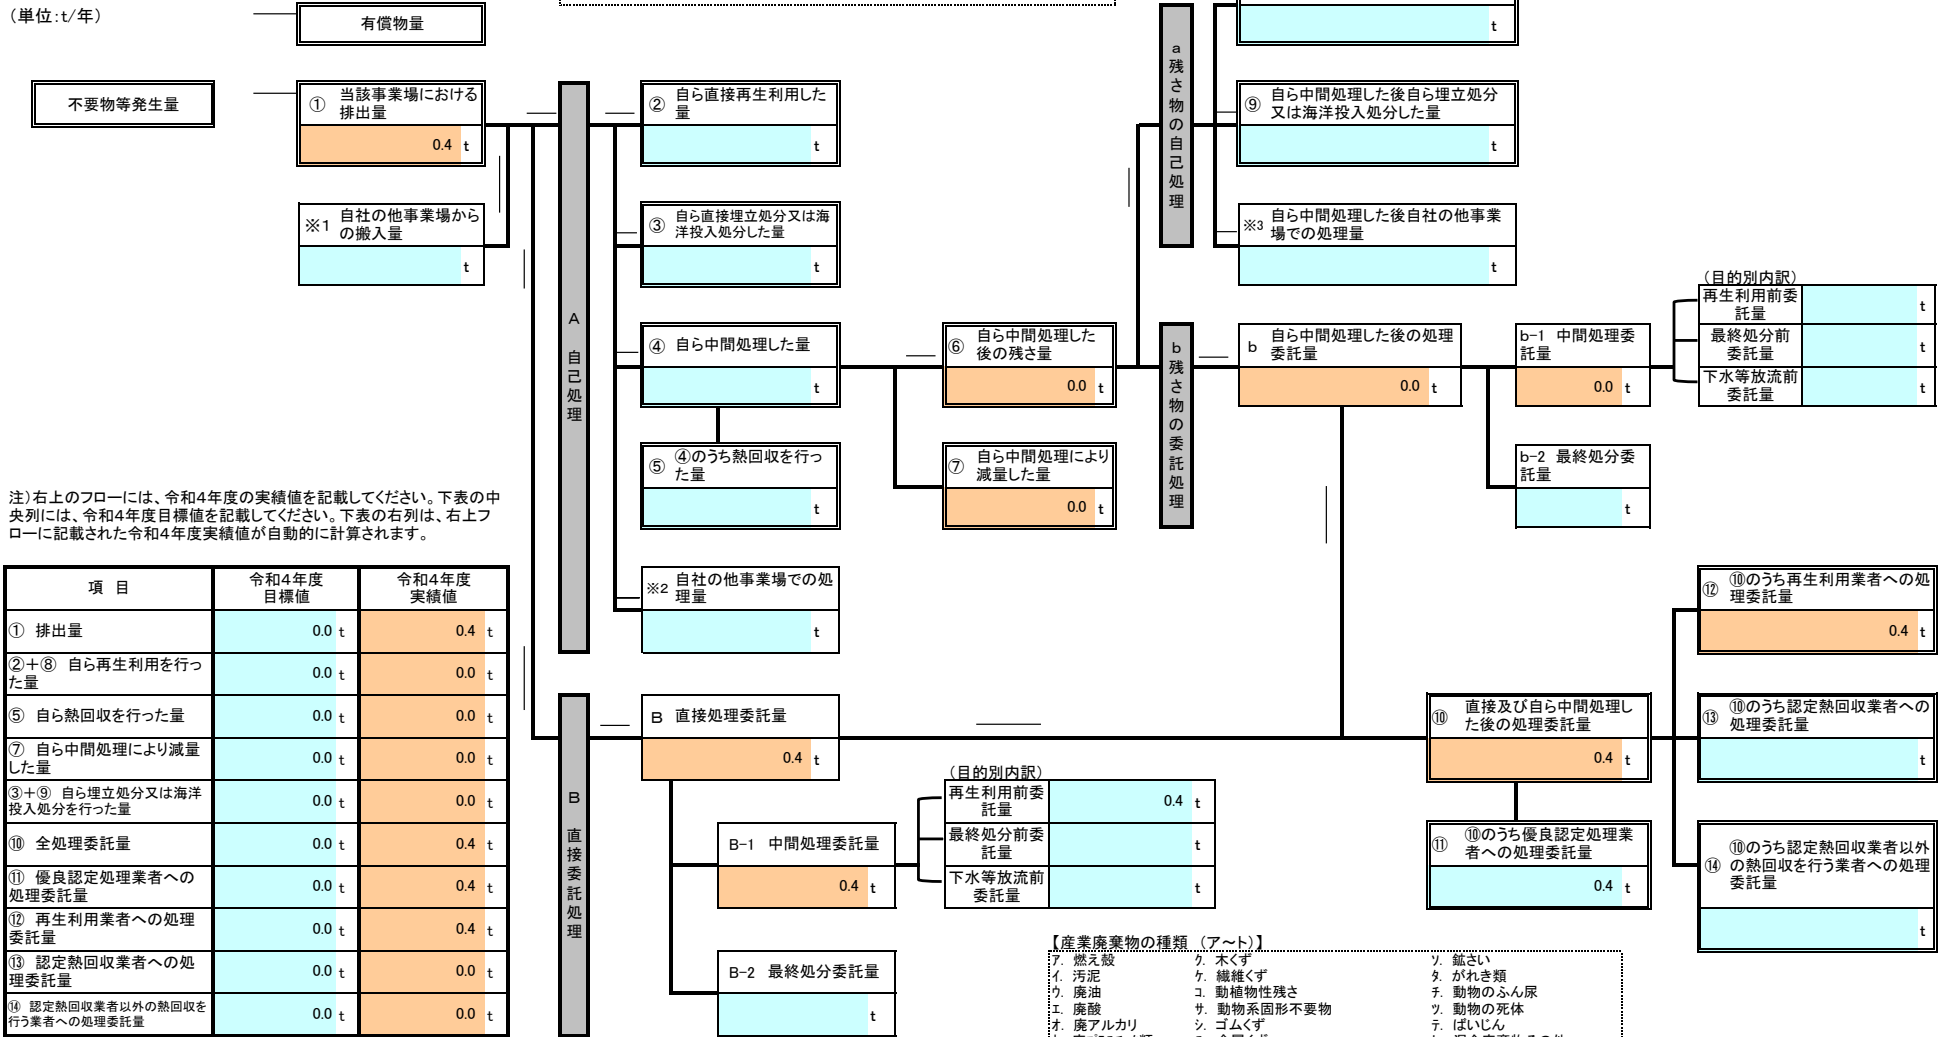 (単位:t/年)
有償物量
t
不要物等発生量
① 当該事業場における
排出量
0.4 t
※1 自社の他事業場から
の搬入量
t
A 自己処理
② 自ら直接再生利用した
量
t
③ 自ら直接埋立処分又は海
洋投入処分した量
t
④ 自ら中間処理した量
t
⑤ ④のうち熱回収を行っ
た量
t
※2 自社の他事業場での処
理量
t
⑥ 自ら中間処理した
後の残さ量
0.0 t
⑦ 自ら中間処理により
減量した量
0.0 t
a 残さ物の自己処理
⑨ 自ら中間処理した後自ら埋立処分
又は海洋投入処分した量
t
※3 自ら中間処理した後自社の他事業
場での処理量
t
b 残さ物の委託処理
b 自ら中間処理した後の処理
委託量
0.0 t
b-1 中間処理委
託量
0.0 t
b-2 最終処分委
託量
t
(目的別内訳)
再生利用前委
託量
t
最終処分前
委託量
t
下水等放流前
委託量
t
注)右上のフローには、令和4年度の実績値を記載してください。下表の中
央列には、令和4年度目標値を記載してください。下表の右列は、右上フ
ローに記載された令和4年度実績値が自動的に計算されます。
項 目 令和4年度
目標値 令和4年度
実績値
① 排出量 0.0 t 0.4 t
②+⑧ 自ら再生利用を行っ
た量 0.0 t 0.0 t
⑤ 自ら熱回収を行った量 0.0 t 0.0 t
⑦ 自ら中間処理により減量
した量 0.0 t 0.0 t
③+⑨ 自ら埋立処分又は海洋
投入処分を行った量 0.0 t 0.0 t
⑩ 全処理委託量 0.0 t 0.4 t
⑪ 優良認定処理業者への
処理委託量 0.0 t 0.4 t
⑫ 再生利用業者への処理
委託量 0.0 t 0.4 t
⑬ 認定熱回収業者への処
理委託量 0.0 t 0.0 t
⑭ 認定熱回収業者以外の熱回収を
行う業者への処理委託量 0.0 t 0.0 t
B 直接委託処理
B 直接処理委託量
0.4 t
B-1 中間処理委託量
0.4 t
B-2 最終処分委託量
t
(目的別内訳)
再生利用前委
託量
0.4 t
最終処分前委
託量
t
下水等放流前
委託量
t
⑩ 直接及び自ら中間処理し
た後の処理委託量
0.4 t
⑪ ⑩のうち優良認定処理業
者への処理委託量
0.4 t
⑫ ⑩のうち再生利用業者への処
理委託量
0.4 t
⑬ ⑩のうち認定熱回収業者への
処理委託量
t
⑭ ⑩のうち認定熱回収業者以外
の熱回収を行う業者への処理
委託量
t
【産業廃棄物の種類 (ア~ト)】
ア. 燃え殻 ク. 木くず ソ. 鉱さい
イ. 汚泥 ケ. 繊維くず タ. がれき類
ウ. 廃油 コ. 動植物性残さ チ. 動物のふん尿
エ. 廃酸 サ. 動物系固形不要物 ツ. 動物の死体
オ. 廃アルカリ シ. ゴムくず テ. ばいじん